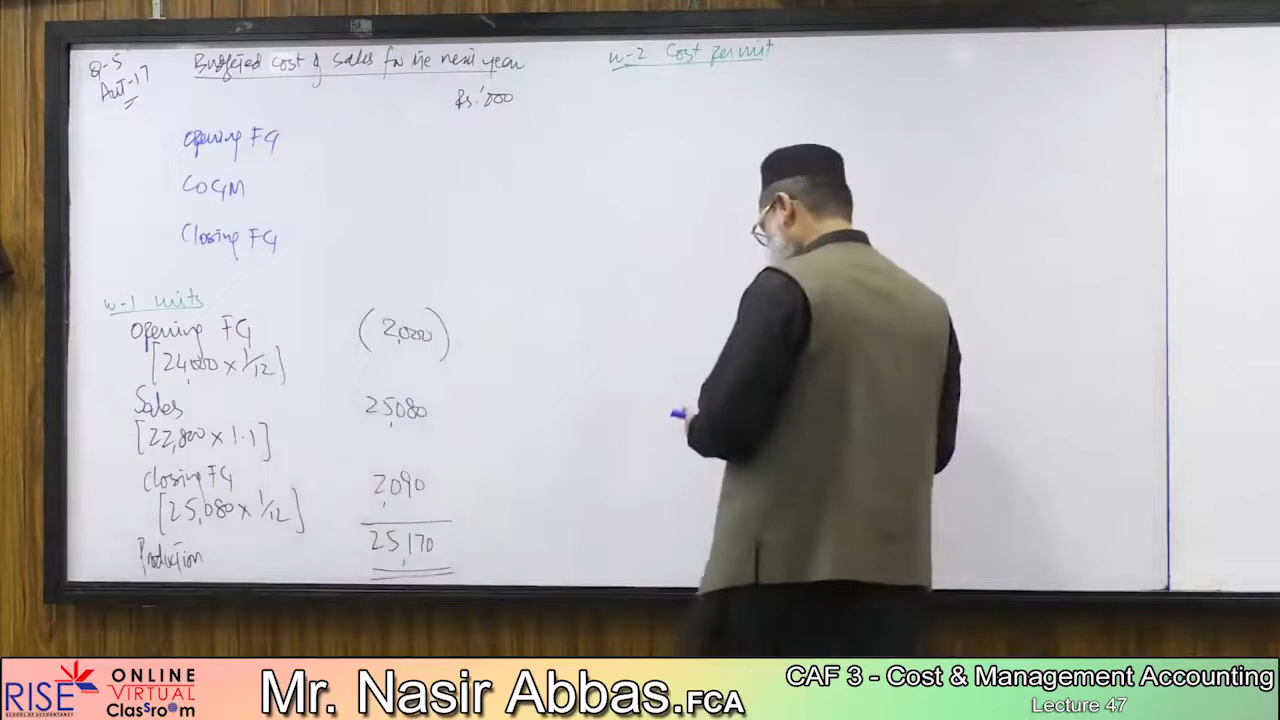 Q-5
Aut-17
Budgeted cost of sales for the next year
Rs.'000
Opening FG
COGM
Closing FG
w-1 units
Opening FG (2,000)
[24,000 x 1/12]
Sales 25,080
[22,800 x 1.1]
Closing FG 2,090
[25,080 x 1/12]
Production 25,170
w-2 Cost per unit
RISE
SCHOOL OF ACCOUNTANCY
ONLINE
VIRTUAL
ClassroOm
Mr. Nasir Abbas.FCA
CAF 3 - Cost & Management Accounting
Lecture 47